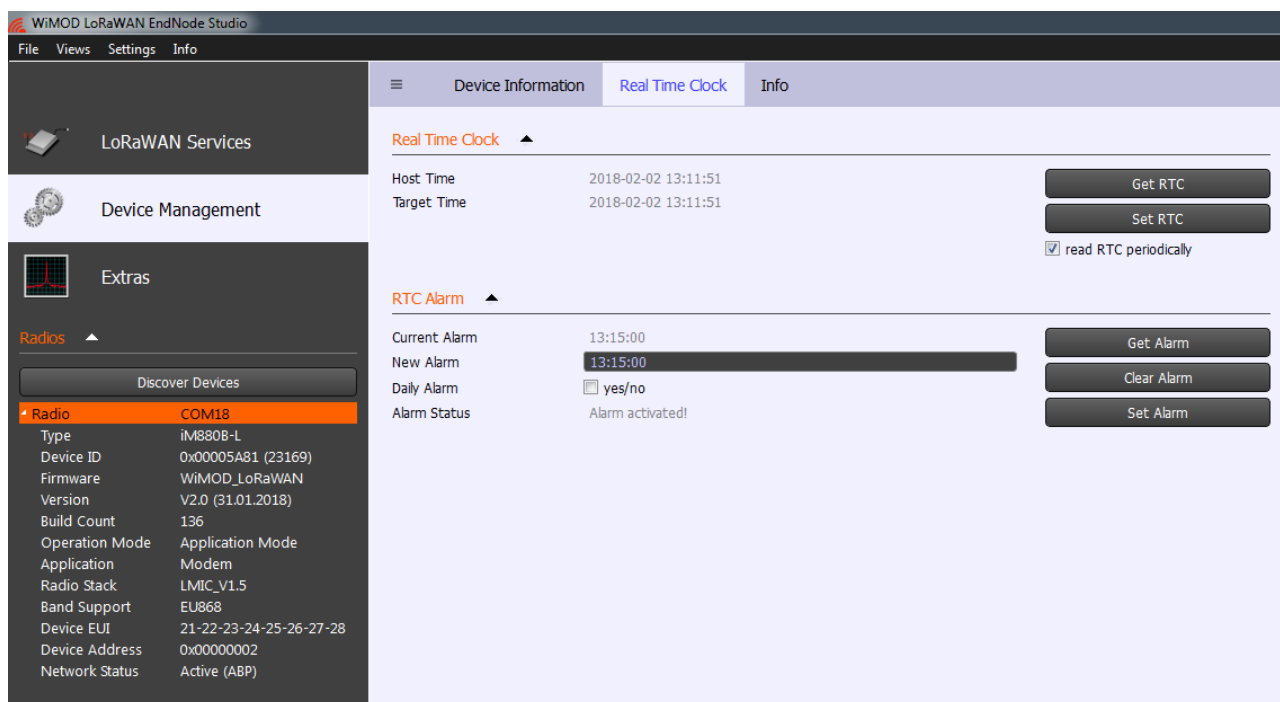 WiMOD LoRaWAN EndNode Studio
File Views Settings Info
LoRaWAN Services
Device Management
Extras
Radios
Discover Devices
Radio COM18
Type iM880B-L
Device ID 0x00005A81 (23169)
Firmware WiMOD_LoRaWAN
Version V2.0 (31.01.2018)
Build Count 136
Operation Mode Application Mode
Application Modem
Radio Stack LMIC_V1.5
Band Support EU868
Device EUI 21-22-23-24-25-26-27-28
Device Address 0x00000002
Network Status Active (ABP)
Device Information Real Time Clock Info
Real Time Clock
Host Time 2018-02-02 13:11:51
Target Time 2018-02-02 13:11:51
Get RTC
Set RTC
read RTC periodically
RTC Alarm
Current Alarm 13:15:00
New Alarm 13:15:00
Daily Alarm yes/no
Alarm Status Alarm activated!
Get Alarm
Clear Alarm
Set Alarm